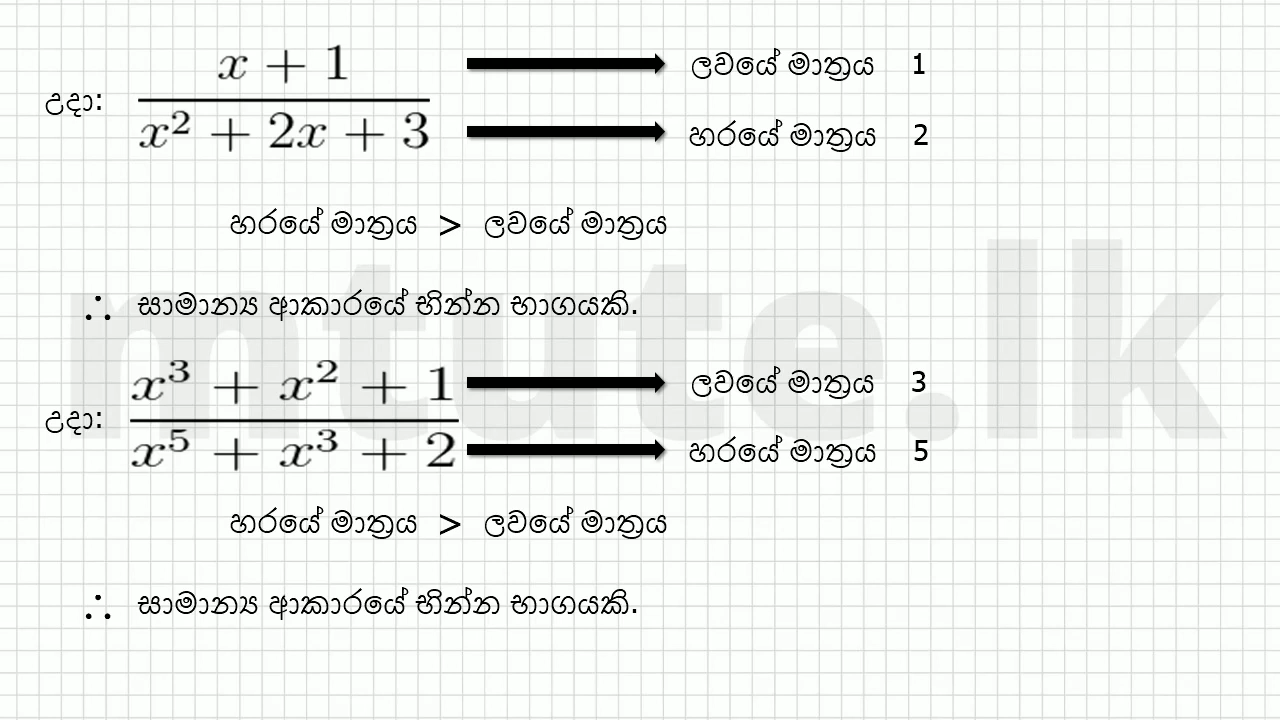 x + 1 ලවයේ මාත්‍රය 1
උදා:
x² + 2x + 3 හරයේ මාත්‍රය 2
හරයේ මාත්‍රය > ලවයේ මාත්‍රය
∴ සාමාන්‍ය ආකාරයේ භින්න භාගයකි.
x³ + x² + 1 ලවයේ මාත්‍රය 3
උදා:
x⁵ + x³ + 2 හරයේ මාත්‍රය 5
හරයේ මාත්‍රය > ලවයේ මාත්‍රය
∴ සාමාන්‍ය ආකාරයේ භින්න භාගයකි.
mtute.lk